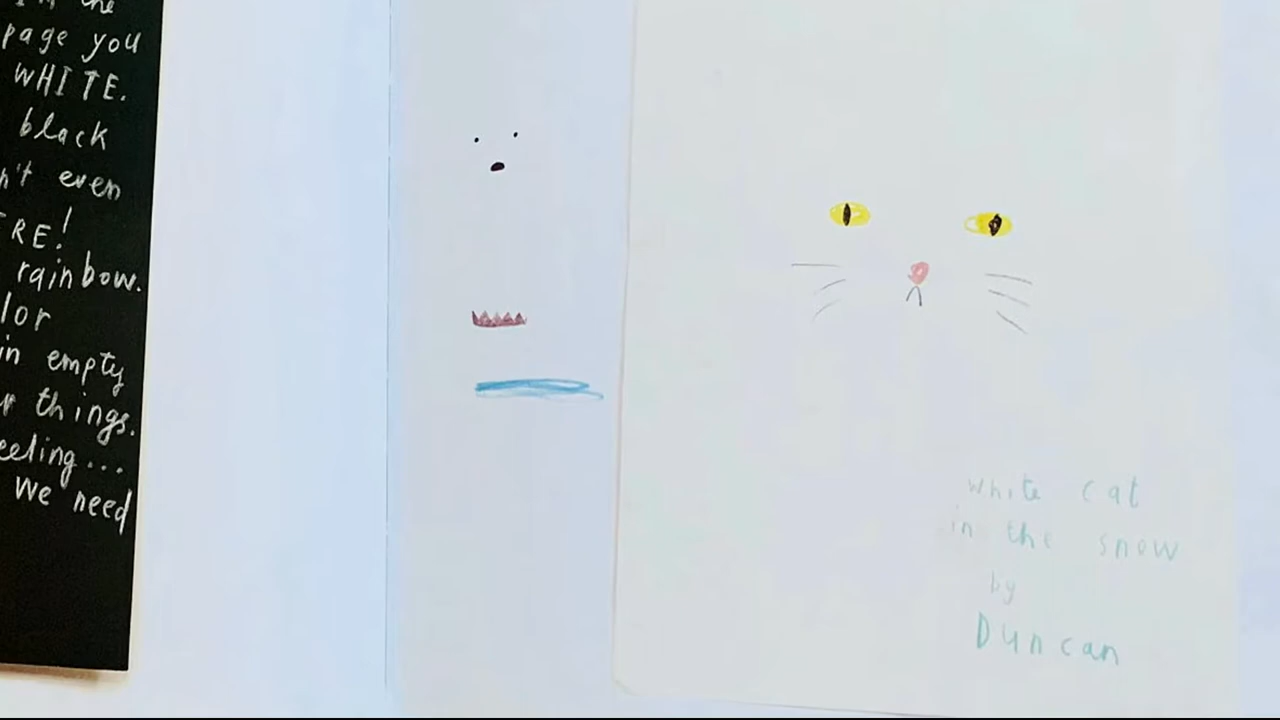 I'm the
page you
WHITE.
black
n't even
RE!
rainbow.
lor
in empty
things.
eeling...
We need
white cat
in the snow
by
Duncan